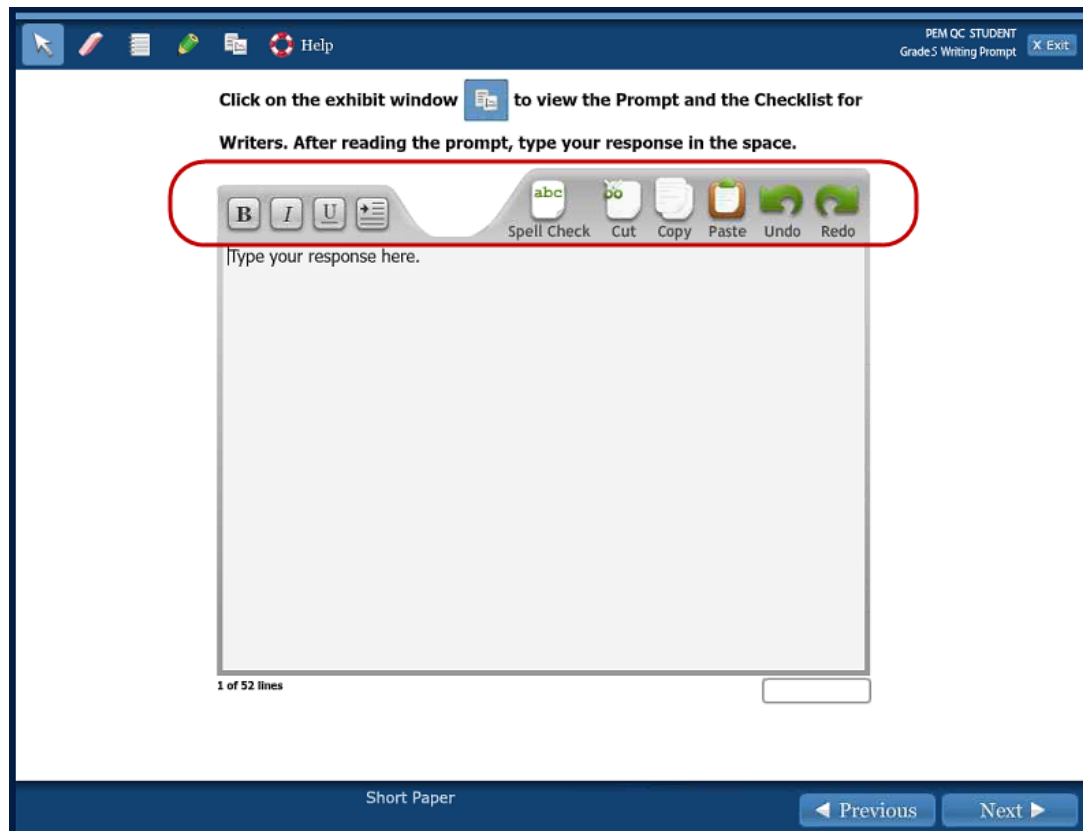 Help
PEM QC STUDENT
Grade 5 Writing Prompt
X Exit
Click on the exhibit window to view the Prompt and the Checklist for
Writers. After reading the prompt, type your response in the space.
B I U
abc
Spell Check Cut Copy Paste Undo Redo
Type your response here.
1 of 52 lines
Short Paper
Previous Next